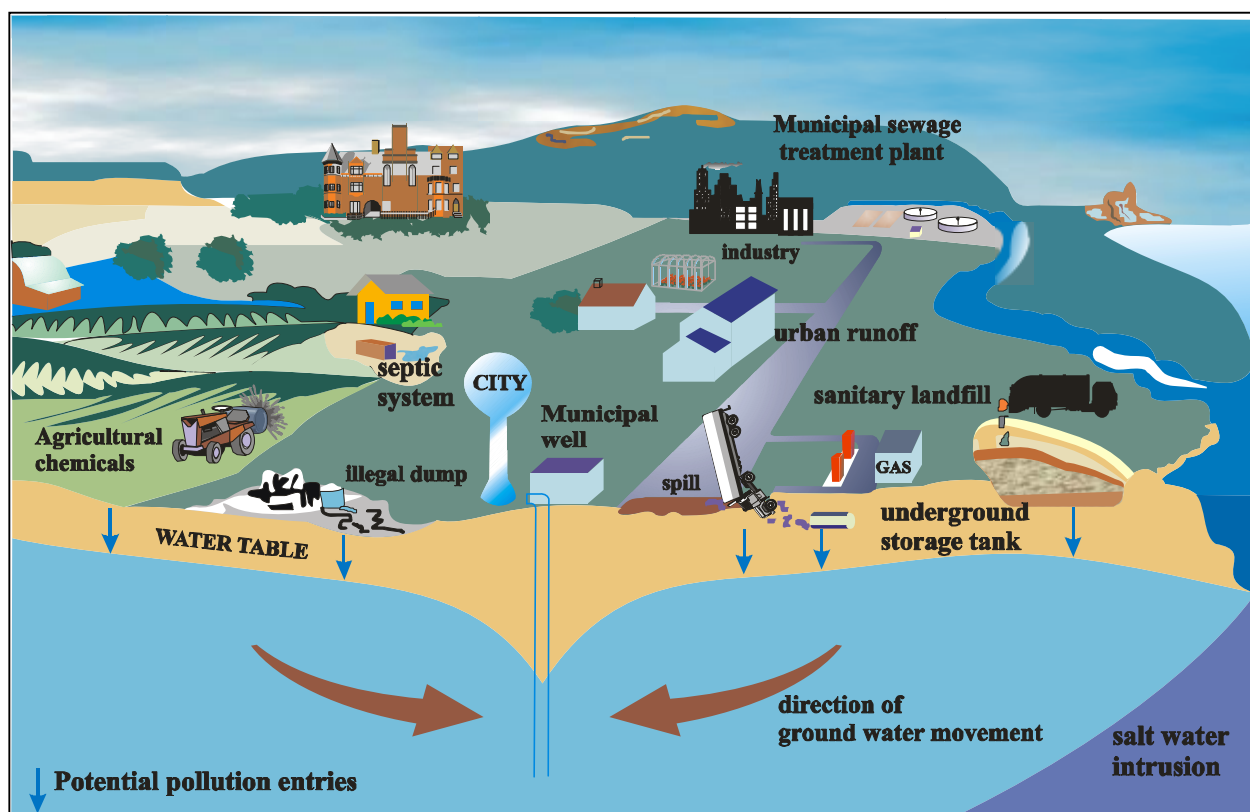 Municipal sewage
treatment plant
industry
urban runoff
septic
system
CITY
sanitary landfill
Municipal
well
Agricultural
chemicals
illegal dump
GAS
spill
underground
storage tank
WATER TABLE
direction of
ground water movement
salt water
intrusion
Potential pollution entries